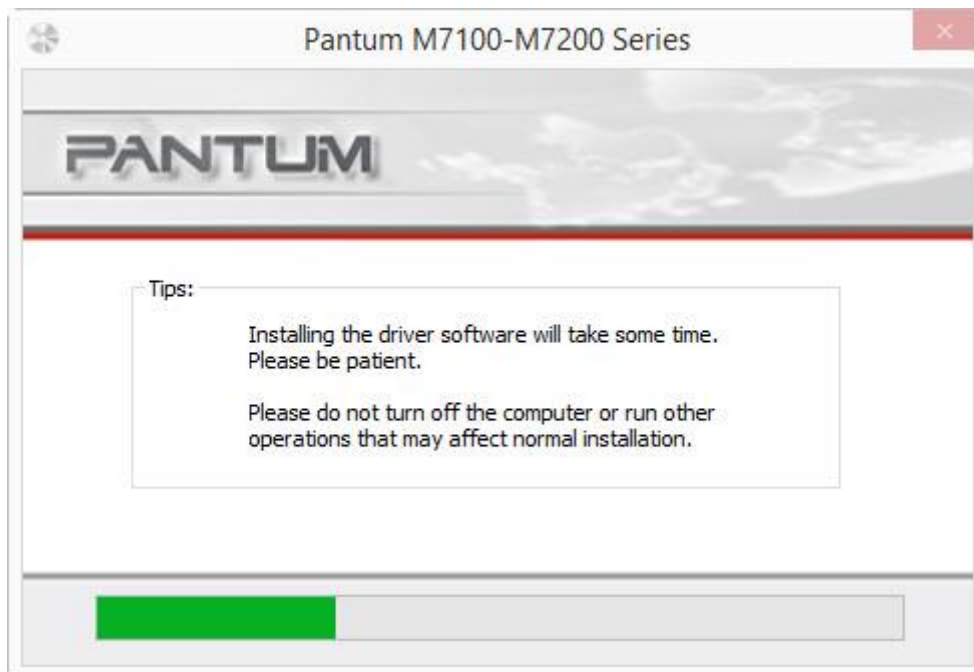 Pantum M7100-M7200 Series
PANTUM
Tips:
Installing the driver software will take some time.
Please be patient.
Please do not turn off the computer or run other
operations that may affect normal installation.